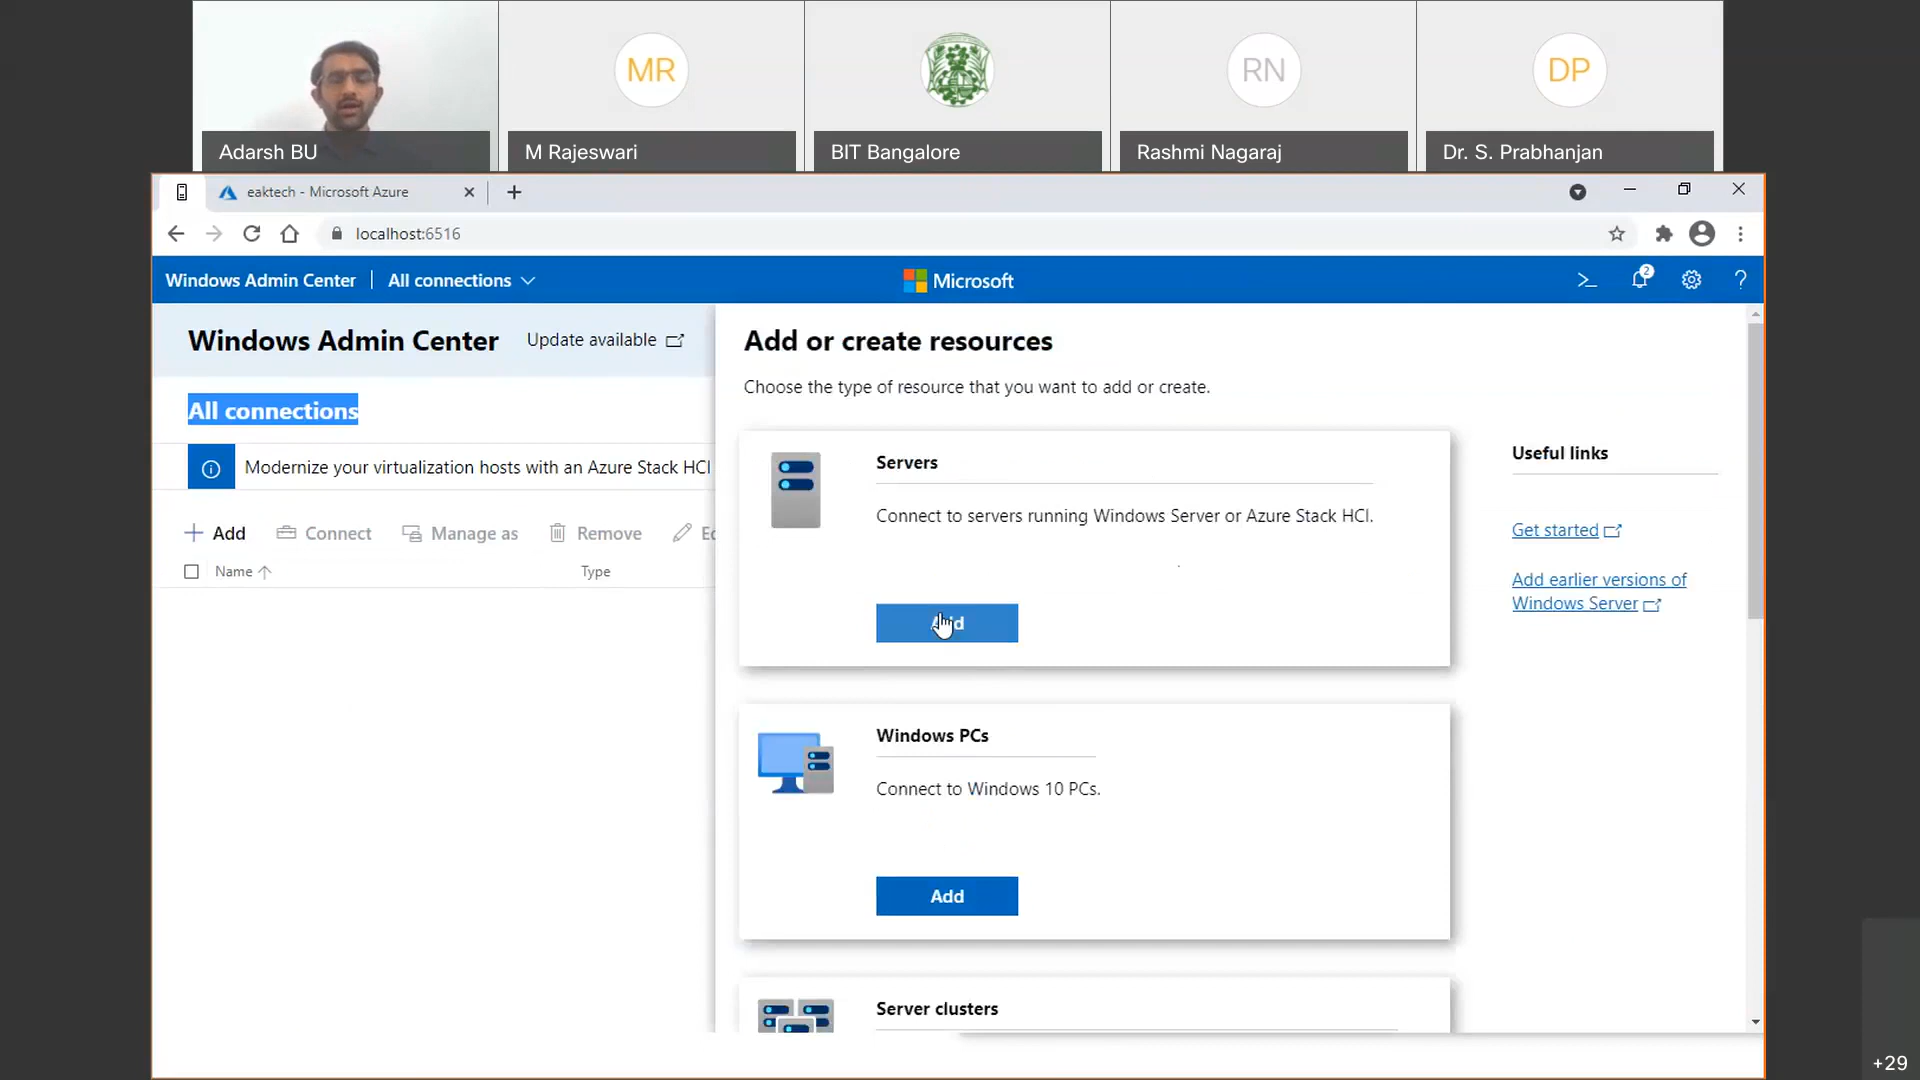 MR
RN
DP
Adarsh BU
M Rajeswari
BIT Bangalore
Rashmi Nagaraj
Dr. S. Prabhanjan
eaktech - Microsoft Azure
localhost:6516
Windows Admin Center
All connections
Microsoft
2
?
Windows Admin Center
Update available
All connections
Modernize your virtualization hosts with an Azure Stack HCI
Add
Connect
Manage as
Remove
Name
Type
Add or create resources
Choose the type of resource that you want to add or create.
Servers
Connect to servers running Windows Server or Azure Stack HCI.
Windows PCs
Connect to Windows 10 PCs.
Add
Server clusters
Useful links
Get started
Add earlier versions of
Windows Server
+29